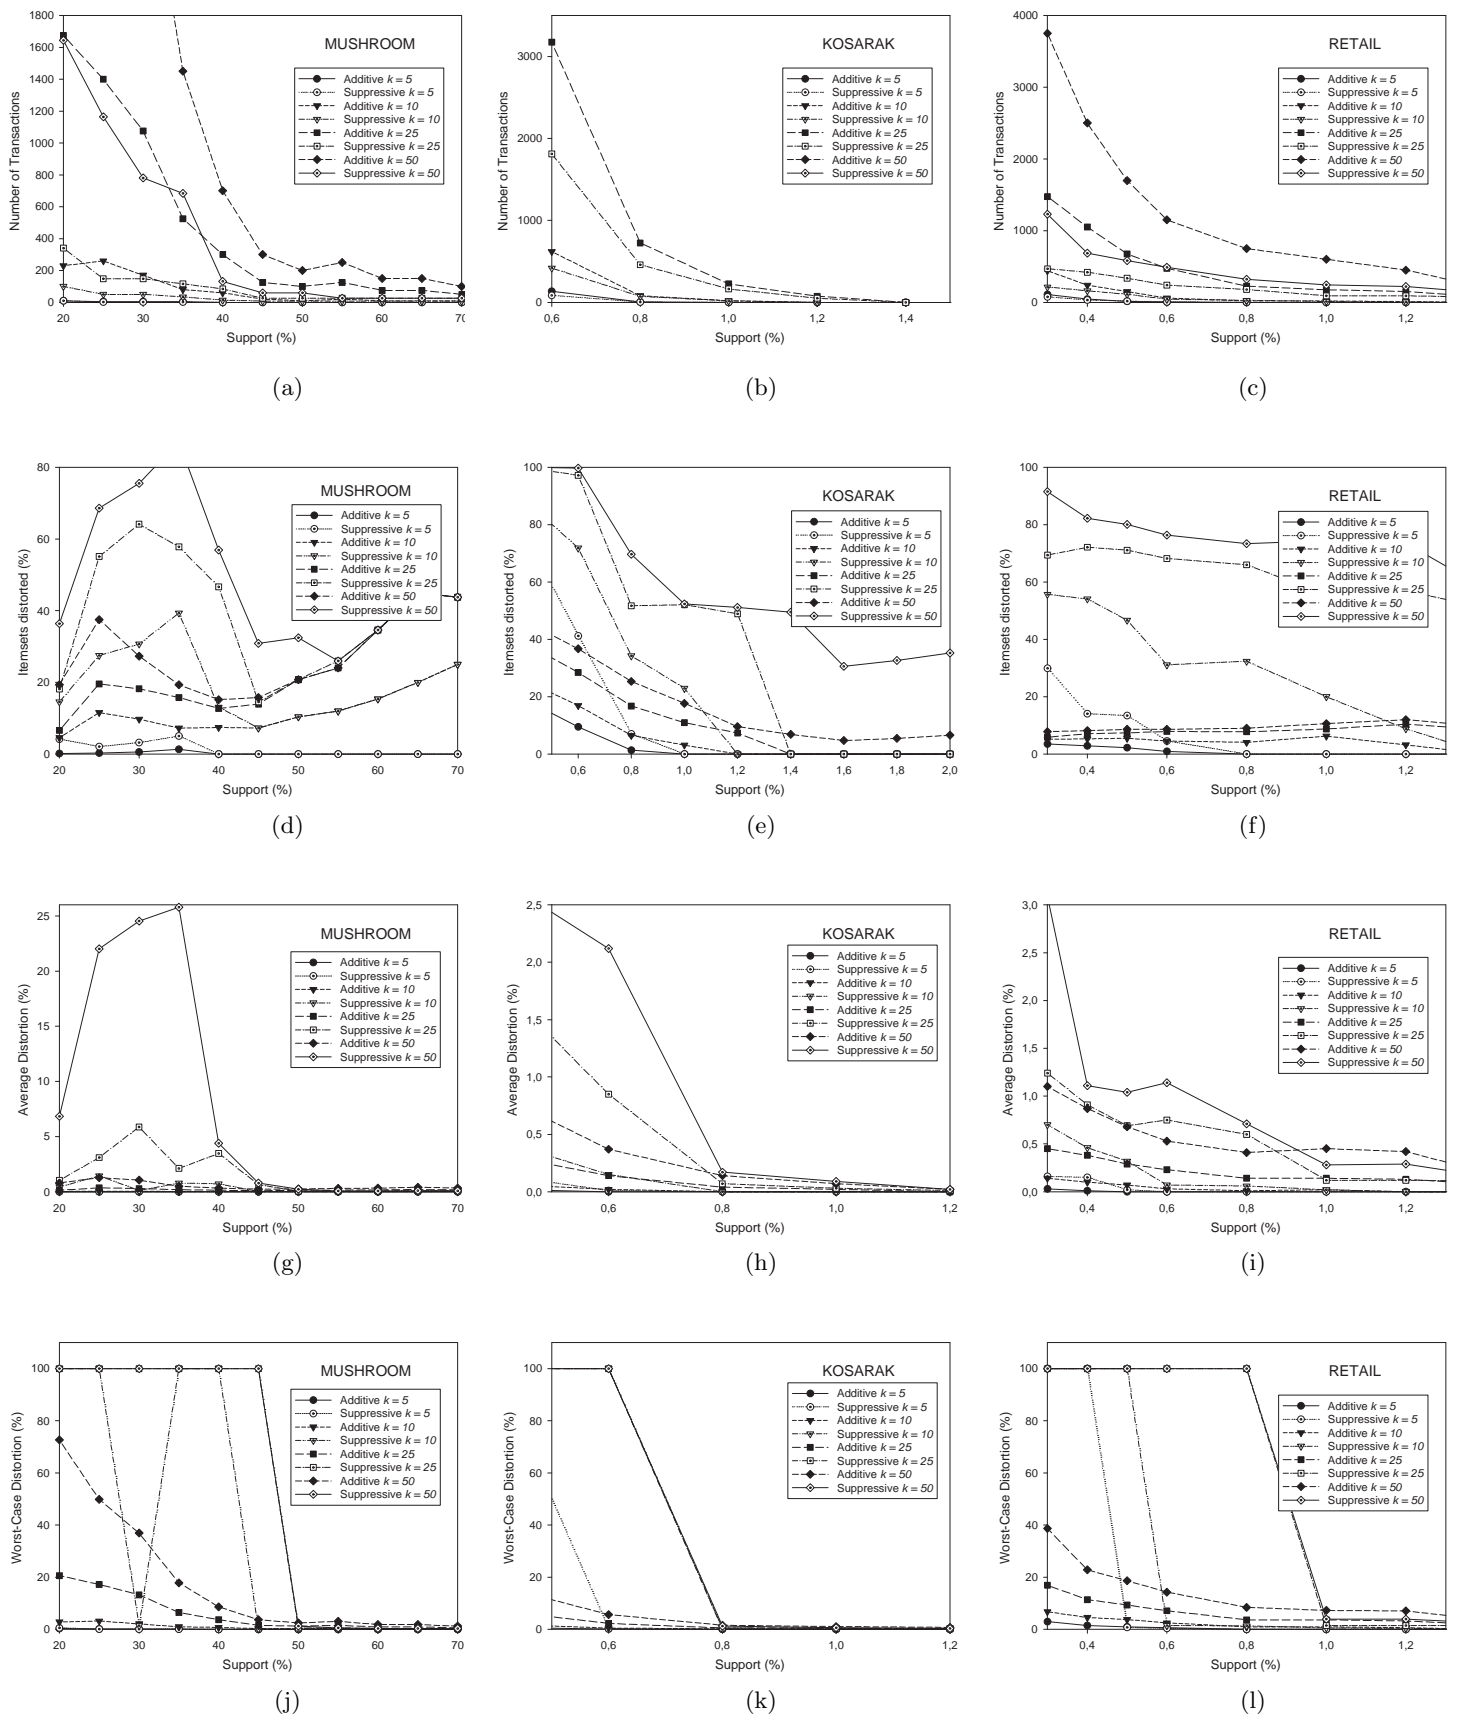 Number of Transactions
1800
1600
1400
1200
1000
800
600
400
200
0
MUSHROOM
Additive k = 5
Suppressive k = 5
Additive k = 10
Suppressive k = 10
Additive k = 25
Suppressive k = 25
Additive k = 50
Suppressive k = 50
20 30 40 50 60 70
Support (%)
(a)
Number of Transactions
3000
2000
1000
0
KOSARAK
Additive k = 5
Suppressive k = 5
Additive k = 10
Suppressive k = 10
Additive k = 25
Suppressive k = 25
Additive k = 50
Suppressive k = 50
0,6 0,8 1,0 1,2 1,4
Support (%)
(b)
Number of Transactions
4000
3000
2000
1000
0
RETAIL
Additive k = 5
Suppressive k = 5
Additive k = 10
Suppressive k = 10
Additive k = 25
Suppressive k = 25
Additive k = 50
Suppressive k = 50
0,4 0,6 0,8 1,0 1,2
Support (%)
(c)
Itemsets distorted (%)
80
60
40
20
0
MUSHROOM
Additive k = 5
Suppressive k = 5
Additive k = 10
Suppressive k = 10
Additive k = 25
Suppressive k = 25
Additive k = 50
Suppressive k = 50
20 30 40 50 60 70
Support (%)
(d)
Itemsets distorted (%)
100
80
60
40
20
0
KOSARAK
Additive k = 5
Suppressive k = 5
Additive k = 10
Suppressive k = 10
Additive k = 25
Suppressive k = 25
Additive k = 50
Suppressive k = 50
0,6 0,8 1,0 1,2 1,4 1,6 1,8 2,0
Support (%)
(e)
Itemsets distorted (%)
100
80
60
40
20
0
RETAIL
Additive k = 5
Suppressive k = 5
Additive k = 10
Suppressive k = 10
Additive k = 25
Suppressive k = 25
Additive k = 50
Suppressive k = 50
0,4 0,6 0,8 1,0 1,2
Support (%)
(f)
Average Distortion (%)
25
20
15
10
5
0
MUSHROOM
Additive k = 5
Suppressive k = 5
Additive k = 10
Suppressive k = 10
Additive k = 25
Suppressive k = 25
Additive k = 50
Suppressive k = 50
20 30 40 50 60 70
Support (%)
(g)
Average Distortion (%)
2,5
2,0
1,5
1,0
0,5
0,0
KOSARAK
Additive k = 5
Suppressive k = 5
Additive k = 10
Suppressive k = 10
Additive k = 25
Suppressive k = 25
Additive k = 50
Suppressive k = 50
0,6 0,8 1,0 1,2
Support (%)
(h)
Average Distortion (%)
3,0
2,5
2,0
1,5
1,0
0,5
0,0
RETAIL
Additive k = 5
Suppressive k = 5
Additive k = 10
Suppressive k = 10
Additive k = 25
Suppressive k = 25
Additive k = 50
Suppressive k = 50
0,4 0,6 0,8 1,0 1,2
Support (%)
(i)
Worst-Case Distortion (%)
100
80
60
40
20
0
MUSHROOM
Additive k = 5
Suppressive k = 5
Additive k = 10
Suppressive k = 10
Additive k = 25
Suppressive k = 25
Additive k = 50
Suppressive k = 50
20 30 40 50 60 70
Support (%)
(j)
Worst-Case Distortion (%)
100
80
60
40
20
0
KOSARAK
Additive k = 5
Suppressive k = 5
Additive k = 10
Suppressive k = 10
Additive k = 25
Suppressive k = 25
Additive k = 50
Suppressive k = 50
0,6 0,8 1,0 1,2
Support (%)
(k)
Worst-Case Distortion (%)
100
80
60
40
20
0
RETAIL
Additive k = 5
Suppressive k = 5
Additive k = 10
Suppressive k = 10
Additive k = 25
Suppressive k = 25
Additive k = 50
Suppressive k = 50
0,4 0,6 0,8 1,0 1,2
Support (%)
(l)